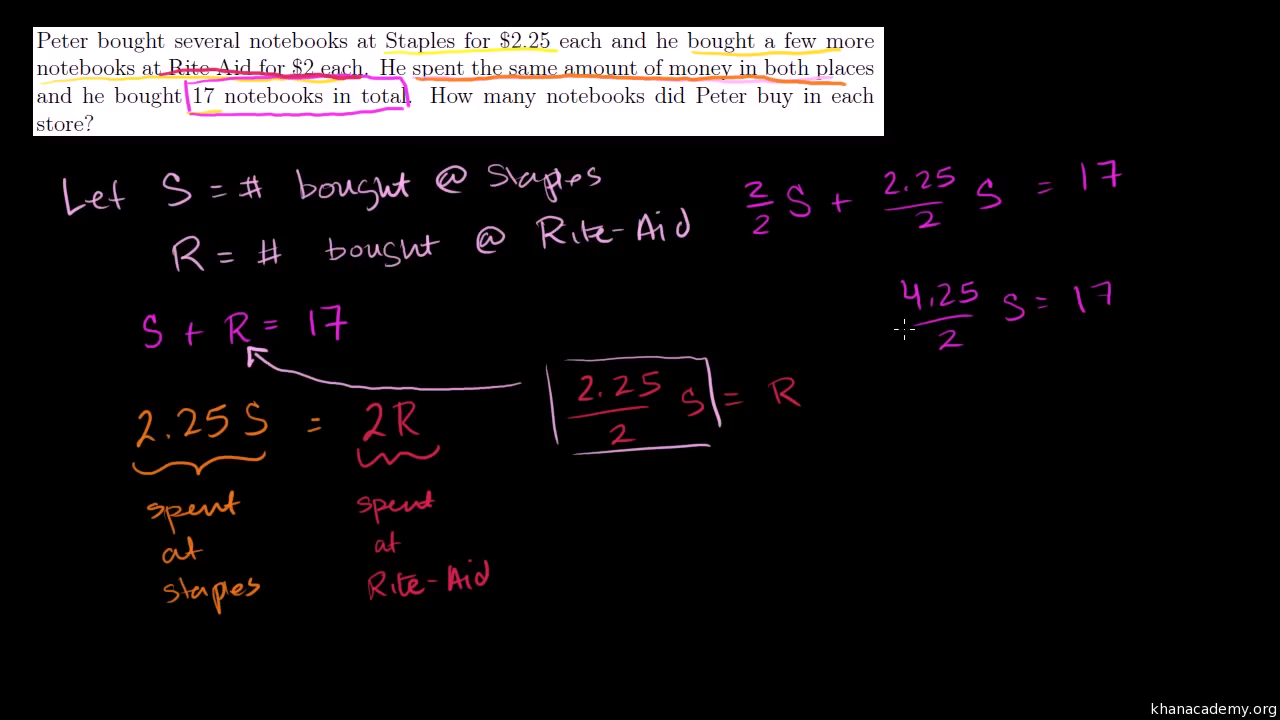 Peter bought several notebooks at Staples for $2.25 each and he bought a few more
notebooks at Rite Aid for $2 each. He spent the same amount of money in both places
and he bought 17 notebooks in total. How many notebooks did Peter buy in each
store?
Let S = # bought @ Staples
R = # bought @ Rite-Aid
S + R = 17
2.25 S = 2R
spent
at
staples
spent
at
Rite-Aid
2.25/2 S = R
2/2 S + 2.25/2 S = 17
4.25/2 S = 17
khanacademy.org